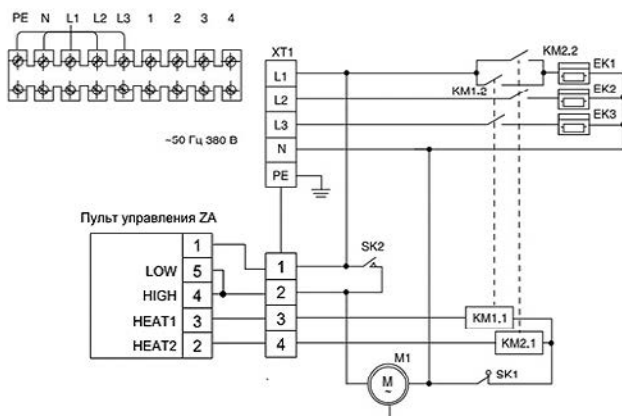 PE N L1 L2 L3 1 2 3 4
XT1
KM2.2
L1
EK1
KM1.2
L2
EK2
L3
EK3
~50 Гц 380 В
N
PE
Пульт управления ZA
1
1
SK2
LOW 5
2
HIGH 4
HEAT1 3
3
KM1.1
HEAT2 2
4
KM2.1
M1
M
~
SK1